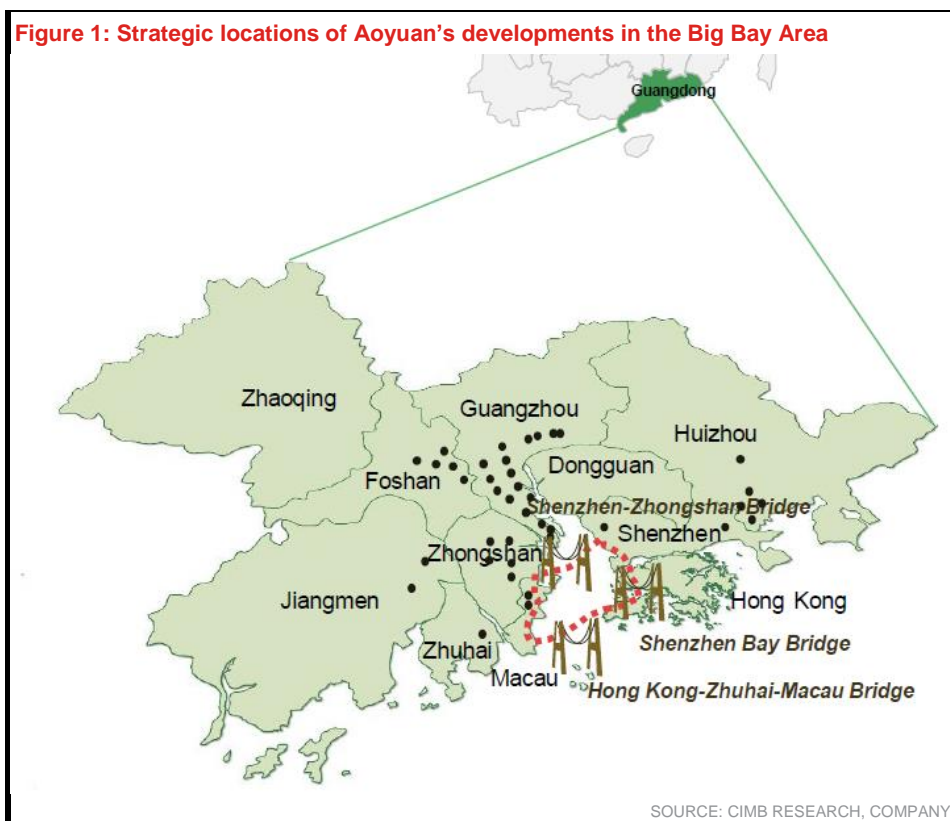 Figure 1: Strategic locations of Aoyuan's developments in the Big Bay Area
Guangdong
Zhaoqing
Guangzhou
Huizhou
Foshan
Dongguan
Shenzhen-Zhongshan Bridge
Shenzhen
Zhongshan
Jiangmen
Hong Kong
Zhuhai
Shenzhen Bay Bridge
Macau
Hong Kong-Zhuhai-Macau Bridge
SOURCE: CIMB RESEARCH, COMPANY